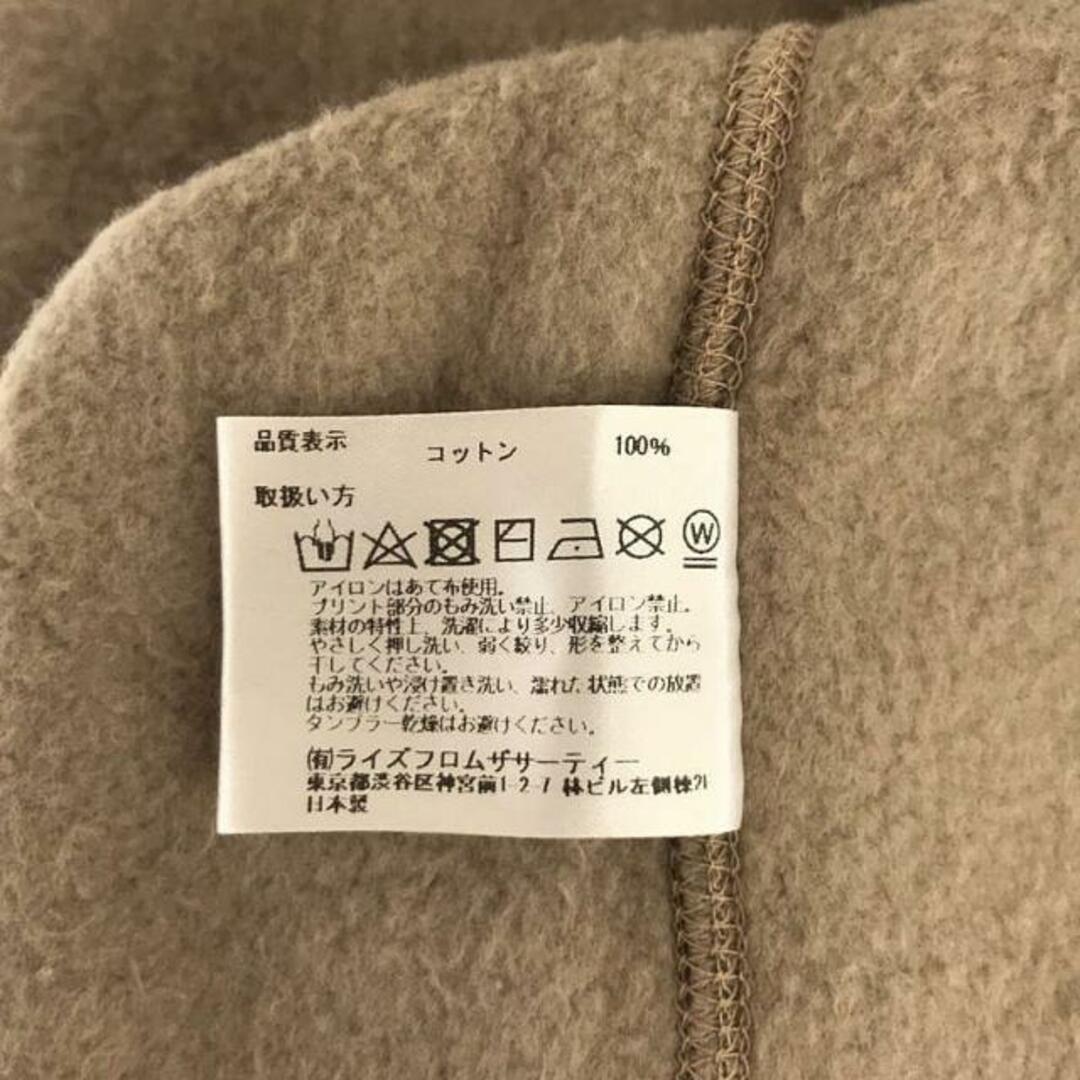 品質表示 コットン 100%
取扱い方
W
アイロンはあて布使用。
プリント部分のもみ洗い禁止、アイロン禁止。
素材の特性上、洗濯により多少収縮します。
やさしく押し洗い、弱く絞り、形を整えてから
干してください。
もみ洗いや浸け置き洗い、濡れた状態での放置
はお避けください。
タンブラー乾燥はお避けください。
(有)ライズフロムザサーティー
東京都渋谷区神宮前1-2-7 林ビル左側棟21
日本製